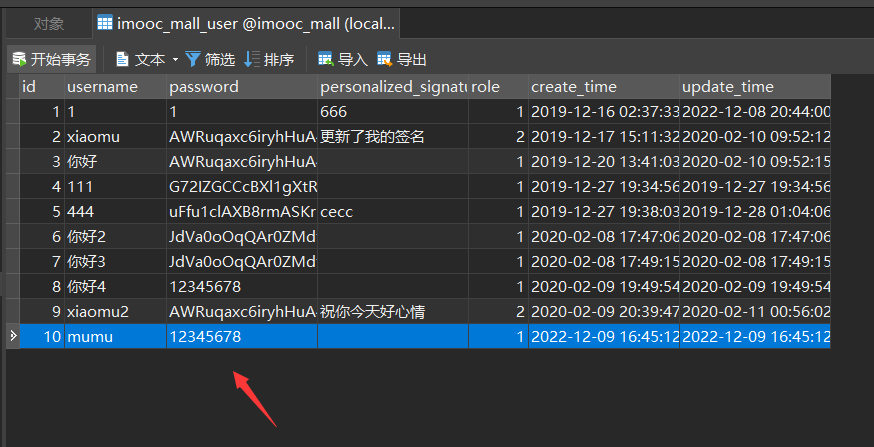 对象 imooc_mall_user @imooc_mall (local...
开始事务 文本 筛选 排序 导入 导出
id username password personalized_signatu role create_time update_time
1 1 1 666 1 2019-12-16 02:37:33 2022-12-08 20:44:00
2 xiaomu AWRuqaxc6iryhHuA 更新了我的签名 2 2019-12-17 15:11:32 2020-02-10 09:52:12
3 你好 AWRuqaxc6iryhHuA 1 2019-12-20 13:41:03 2020-02-10 09:52:15
4 111 G72IZGCCcBXl1gXtR 1 2019-12-27 19:34:56 2019-12-27 19:34:56
5 444 uFfu1clAXB8rmASKr cecc 1 2019-12-27 19:38:03 2019-12-28 01:04:06
6 你好2 JdVa0oOqQAr0ZMd 1 2020-02-08 17:47:06 2020-02-08 17:47:06
7 你好3 JdVa0oOqQAr0ZMd 1 2020-02-08 17:49:15 2020-02-08 17:49:15
8 你好4 12345678 1 2020-02-09 19:49:54 2020-02-09 19:49:54
9 xiaomu2 AWRuqaxc6iryhHuA 祝你今天好心情 2 2020-02-09 20:39:47 2020-02-11 00:56:02
10 mumu 12345678 1 2022-12-09 16:45:12 2022-12-09 16:45:12